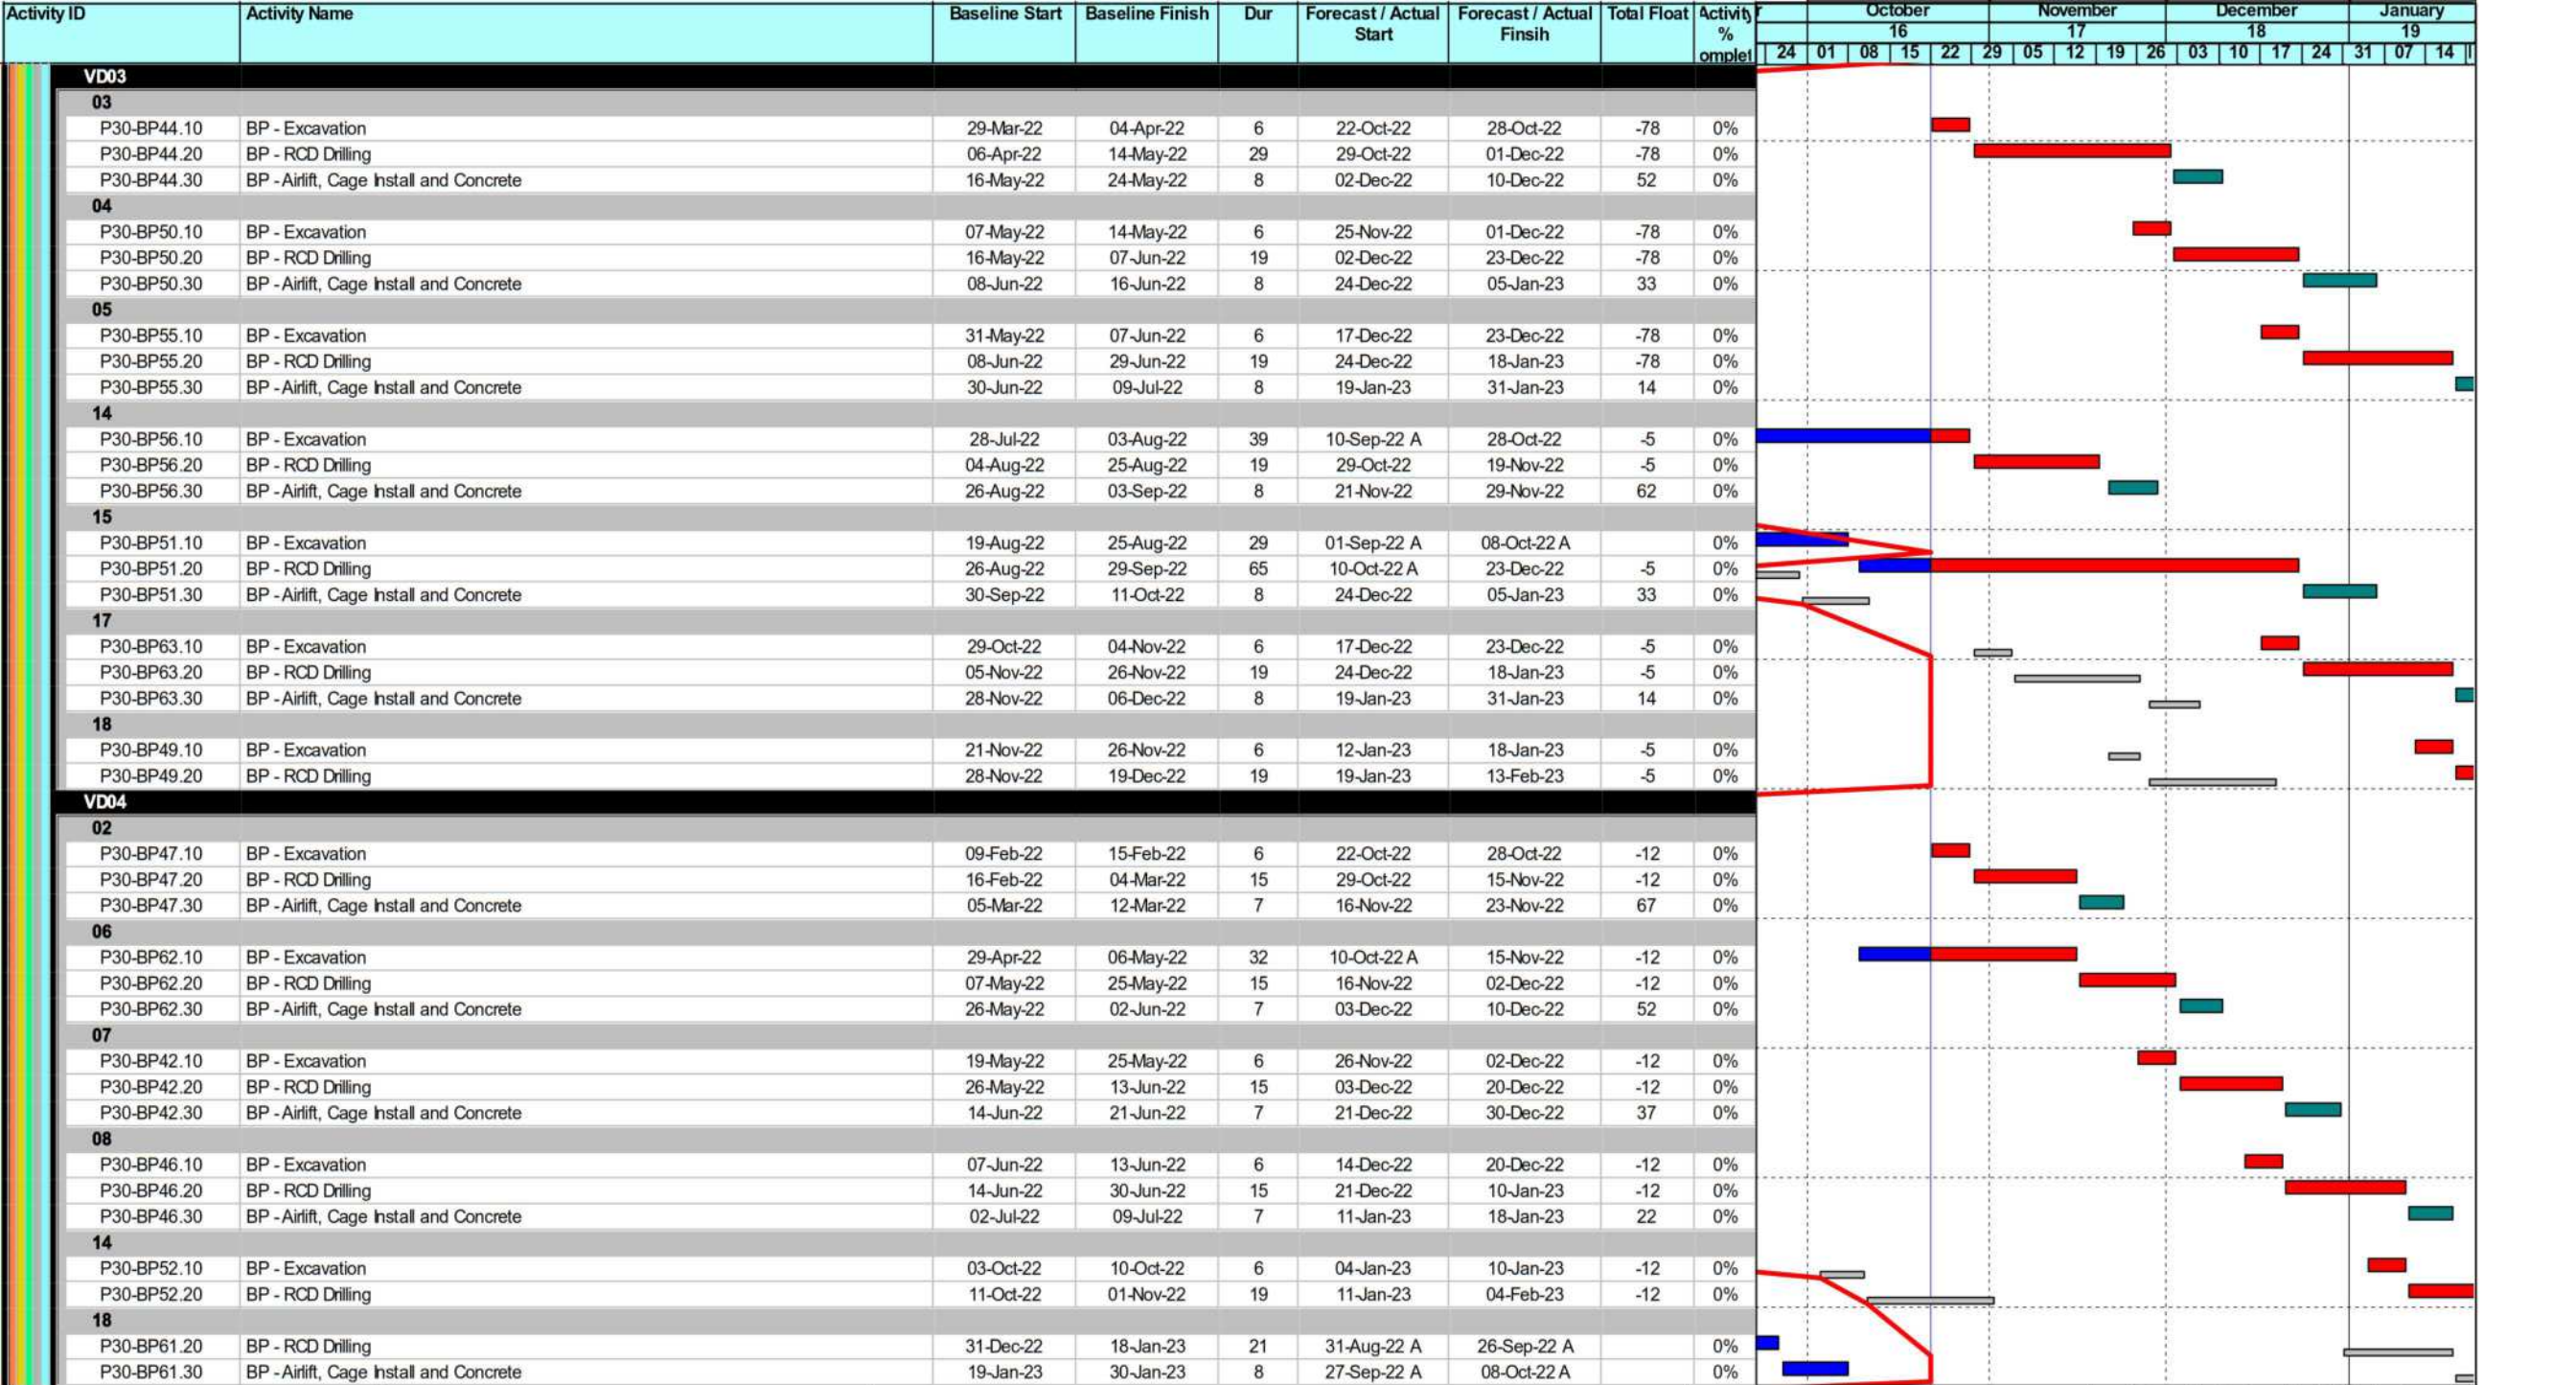 Activity ID Activity Name Baseline Start Baseline Finish Dur Forecast / Actual Start Forecast / Actual Finsih Total Float Activity % omplet r October November December January
16 17 18 19
24 01 08 15 22 29 05 12 19 26 03 10 17 24 31 07 14
VD03
03
P30-BP44.10 BP - Excavation 29-Mar-22 04-Apr-22 6 22-Oct-22 28-Oct-22 -78 0%
P30-BP44.20 BP - RCD Drilling 06-Apr-22 14-May-22 29 29-Oct-22 01-Dec-22 -78 0%
P30-BP44.30 BP - Airlift, Cage Install and Concrete 16-May-22 24-May-22 8 02-Dec-22 10-Dec-22 52 0%
04
P30-BP50.10 BP - Excavation 07-May-22 14-May-22 6 25-Nov-22 01-Dec-22 -78 0%
P30-BP50.20 BP - RCD Drilling 16-May-22 07-Jun-22 19 02-Dec-22 23-Dec-22 -78 0%
P30-BP50.30 BP - Airlift, Cage Install and Concrete 08-Jun-22 16-Jun-22 8 24-Dec-22 05-Jan-23 33 0%
05
P30-BP55.10 BP - Excavation 31-May-22 07-Jun-22 6 17-Dec-22 23-Dec-22 -78 0%
P30-BP55.20 BP - RCD Drilling 08-Jun-22 29-Jun-22 19 24-Dec-22 18-Jan-23 -78 0%
P30-BP55.30 BP - Airlift, Cage Install and Concrete 30-Jun-22 09-Jul-22 8 19-Jan-23 31-Jan-23 14 0%
14
P30-BP56.10 BP - Excavation 28-Jul-22 03-Aug-22 39 10-Sep-22 A 28-Oct-22 -5 0%
P30-BP56.20 BP - RCD Drilling 04-Aug-22 25-Aug-22 19 29-Oct-22 19-Nov-22 -5 0%
P30-BP56.30 BP - Airlift, Cage Install and Concrete 26-Aug-22 03-Sep-22 8 21-Nov-22 29-Nov-22 62 0%
15
P30-BP51.10 BP - Excavation 19-Aug-22 25-Aug-22 29 01-Sep-22 A 08-Oct-22 A 0%
P30-BP51.20 BP - RCD Drilling 26-Aug-22 29-Sep-22 65 10-Oct-22 A 23-Dec-22 -5 0%
P30-BP51.30 BP - Airlift, Cage Install and Concrete 30-Sep-22 11-Oct-22 8 24-Dec-22 05-Jan-23 33 0%
17
P30-BP63.10 BP - Excavation 29-Oct-22 04-Nov-22 6 17-Dec-22 23-Dec-22 -5 0%
P30-BP63.20 BP - RCD Drilling 05-Nov-22 26-Nov-22 19 24-Dec-22 18-Jan-23 -5 0%
P30-BP63.30 BP - Airlift, Cage Install and Concrete 28-Nov-22 06-Dec-22 8 19-Jan-23 31-Jan-23 14 0%
18
P30-BP49.10 BP - Excavation 21-Nov-22 26-Nov-22 6 12-Jan-23 18-Jan-23 -5 0%
P30-BP49.20 BP - RCD Drilling 28-Nov-22 19-Dec-22 19 19-Jan-23 13-Feb-23 -5 0%
VD04
02
P30-BP47.10 BP - Excavation 09-Feb-22 15-Feb-22 6 22-Oct-22 28-Oct-22 -12 0%
P30-BP47.20 BP - RCD Drilling 16-Feb-22 04-Mar-22 15 29-Oct-22 15-Nov-22 -12 0%
P30-BP47.30 BP - Airlift, Cage Install and Concrete 05-Mar-22 12-Mar-22 7 16-Nov-22 23-Nov-22 67 0%
06
P30-BP62.10 BP - Excavation 29-Apr-22 06-May-22 32 10-Oct-22 A 15-Nov-22 -12 0%
P30-BP62.20 BP - RCD Drilling 07-May-22 25-May-22 15 16-Nov-22 02-Dec-22 -12 0%
P30-BP62.30 BP - Airlift, Cage Install and Concrete 26-May-22 02-Jun-22 7 03-Dec-22 10-Dec-22 52 0%
07
P30-BP42.10 BP - Excavation 19-May-22 25-May-22 6 26-Nov-22 02-Dec-22 -12 0%
P30-BP42.20 BP - RCD Drilling 26-May-22 13-Jun-22 15 03-Dec-22 20-Dec-22 -12 0%
P30-BP42.30 BP - Airlift, Cage Install and Concrete 14-Jun-22 21-Jun-22 7 21-Dec-22 30-Dec-22 37 0%
08
P30-BP46.10 BP - Excavation 07-Jun-22 13-Jun-22 6 14-Dec-22 20-Dec-22 -12 0%
P30-BP46.20 BP - RCD Drilling 14-Jun-22 30-Jun-22 15 21-Dec-22 10-Jan-23 -12 0%
P30-BP46.30 BP - Airlift, Cage Install and Concrete 02-Jul-22 09-Jul-22 7 11-Jan-23 18-Jan-23 22 0%
14
P30-BP52.10 BP - Excavation 03-Oct-22 10-Oct-22 6 04-Jan-23 10-Jan-23 -12 0%
P30-BP52.20 BP - RCD Drilling 11-Oct-22 01-Nov-22 19 11-Jan-23 04-Feb-23 -12 0%
18
P30-BP61.20 BP - RCD Drilling 31-Dec-22 18-Jan-23 21 31-Aug-22 A 26-Sep-22 A 0%
P30-BP61.30 BP - Airlift, Cage Install and Concrete 19-Jan-23 30-Jan-23 8 27-Sep-22 A 08-Oct-22 A 0%